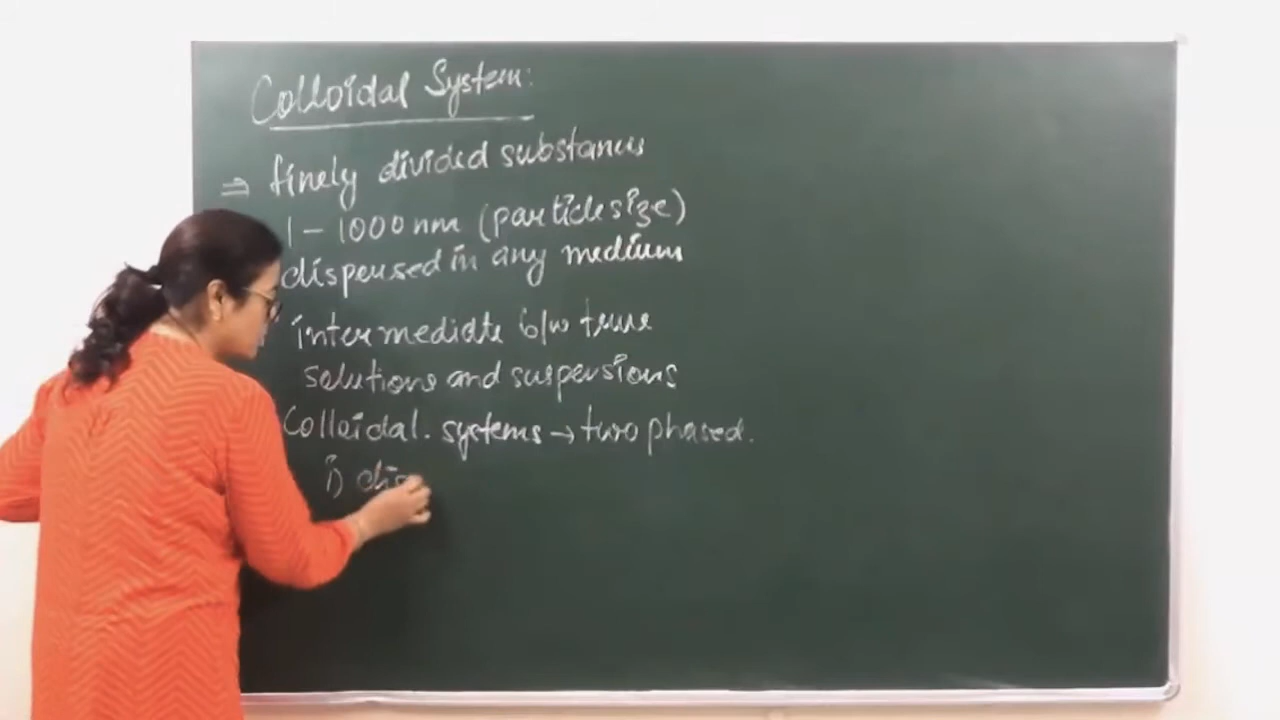 Colloidal System:
⇒ finely divided substances
1 - 1000 nm (particle size)
dispersed in any medium
intermediate b/w true
solutions and suspensions
Colloidal. systems → two phased.
i) dis